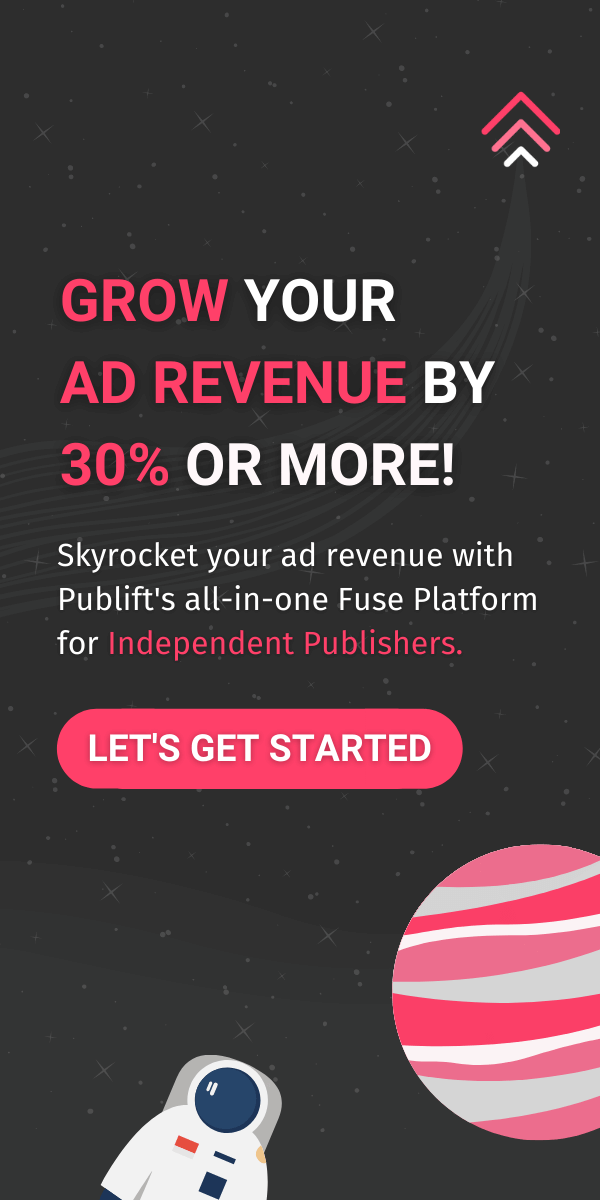 GROW YOUR
AD REVENUE BY
30% OR MORE!
Skyrocket your ad revenue with
Publift's all-in-one Fuse Platform
for Independent Publishers.
LET'S GET STARTED